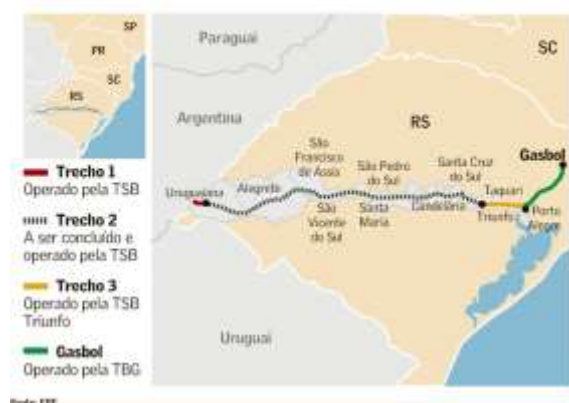 SP
PR
SC
RS
Trecho 1
Operado pela TSB
Trecho 2
A ser concluído e
operado pela TSB
Trecho 3
Operado pela TSB
Triunfo
Gasbol
Operado pela TBG
Paraguai
Argentina
Uruguai
SC
RS
Uruguaiana
Alegrete
São
Francisco
de Assis
São
Vicente
do Sul
São Pedro
do Sul
Santa
Maria
Santa Cruz
do Sul
Candelária
Taquari
Triunfo
Porto
Alegre
Gasbol